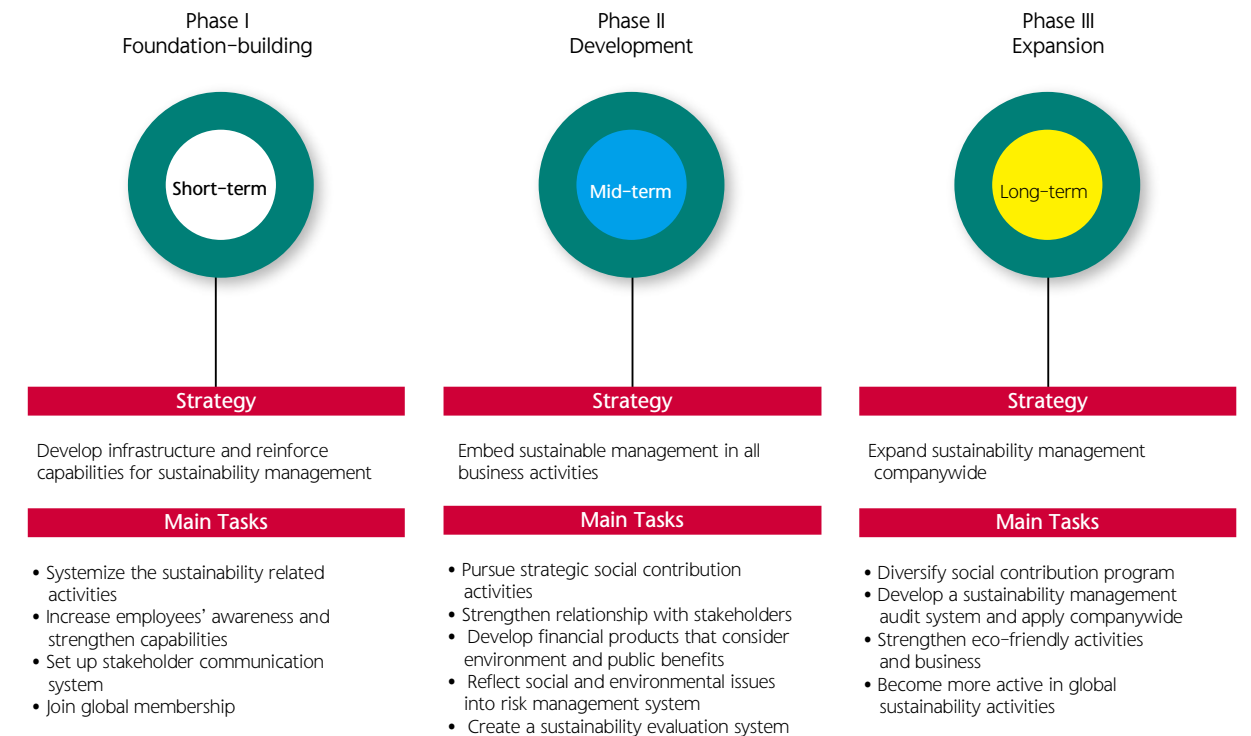 Phase I
Foundation-building
Short-term
Strategy
Develop infrastructure and reinforce
capabilities for sustainability management
Main Tasks
• Systemize the sustainability related
activities
• Increase employees’ awareness and
strengthen capabilities
• Set up stakeholder communication
system
• Join global membership
Phase II
Development
Mid-term
Strategy
Embed sustainable management in all
business activities
Main Tasks
• Pursue strategic social contribution
activities
• Strengthen relationship with stakeholders
• Develop financial products that consider
environment and public benefits
• Reflect social and environmental issues
into risk management system
• Create a sustainability evaluation system
Phase III
Expansion
Long-term
Strategy
Expand sustainability management
companywide
Main Tasks
• Diversify social contribution program
• Develop a sustainability management
audit system and apply companywide
• Strengthen eco-friendly activities
and business
• Become more active in global
sustainability activities